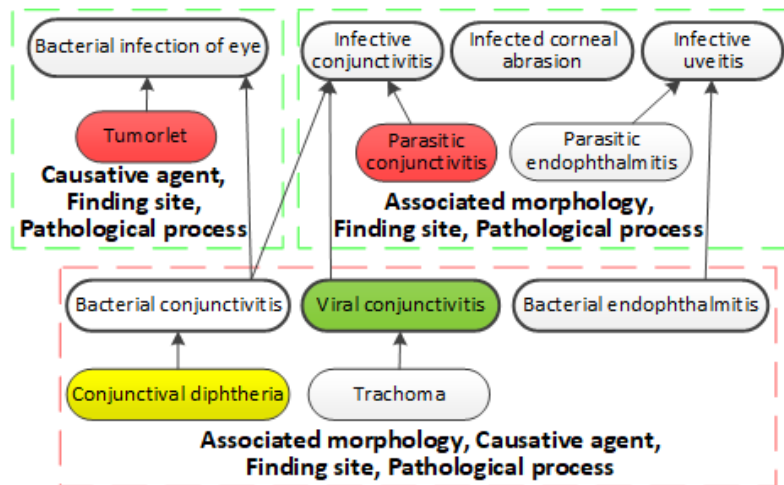 Bacterial infection of eye
Tumorlet
Causative agent,
Finding site,
Pathological process
Infective
conjunctivitis
Infected corneal
abrasion
Infective
uveitis
Parasitic
conjunctivitis
Parasitic
endophthalmitis
Associated morphology,
Finding site, Pathological process
Bacterial conjunctivitis
Viral conjunctivitis
Bacterial endophthalmitis
Conjunctival diphtheria
Trachoma
Associated morphology, Causative agent,
Finding site, Pathological process